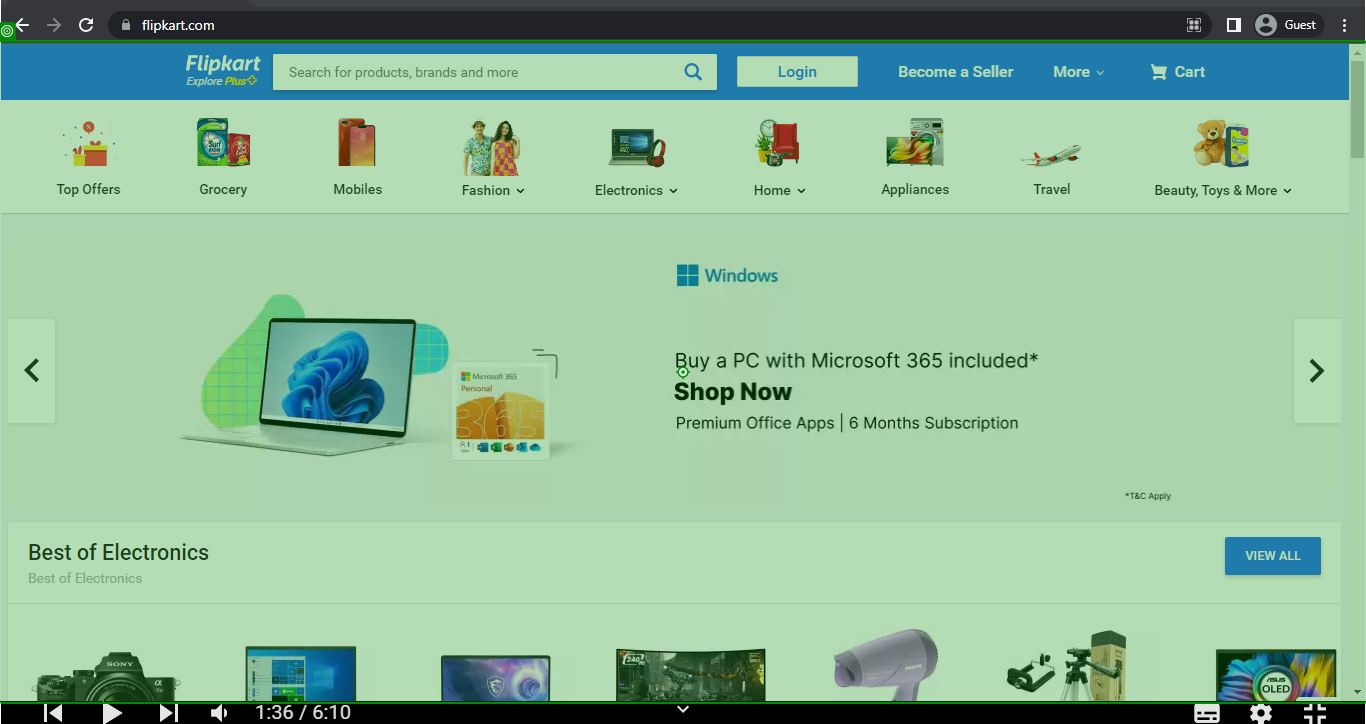 flipkart.com
Guest
Flipkart
Explore Plus
Search for products, brands and more
Login
Become a Seller
More
Cart
Top Offers
Grocery
Mobiles
Fashion
Electronics
Home
Appliances
Travel
Beauty, Toys & More
Windows
Buy a PC with Microsoft 365 included*
Shop Now
Premium Office Apps | 6 Months Subscription
*T&C Apply
Microsoft 365
Personal
365
Best of Electronics
VIEW ALL
Best of Electronics
SONY
240
ASUS
OLED
1:36 / 6:10